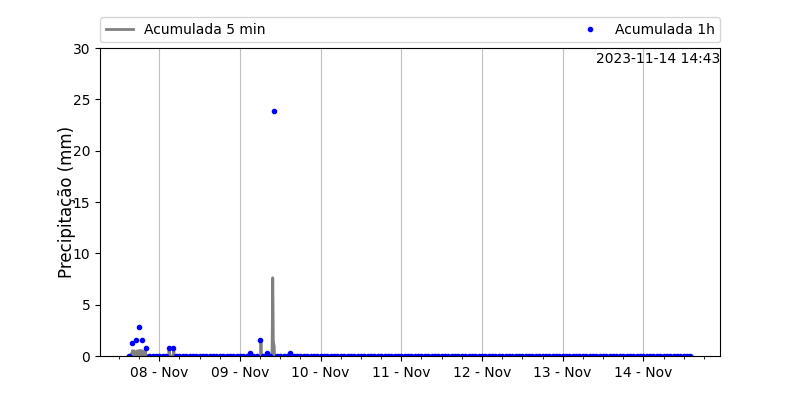 Acumulada 5 min
Acumulada 1h
2023-11-14 14:43
Precipitação (mm)
30
25
20
15
10
5
0
08 - Nov
09 - Nov
10 - Nov
11 - Nov
12 - Nov
13 - Nov
14 - Nov